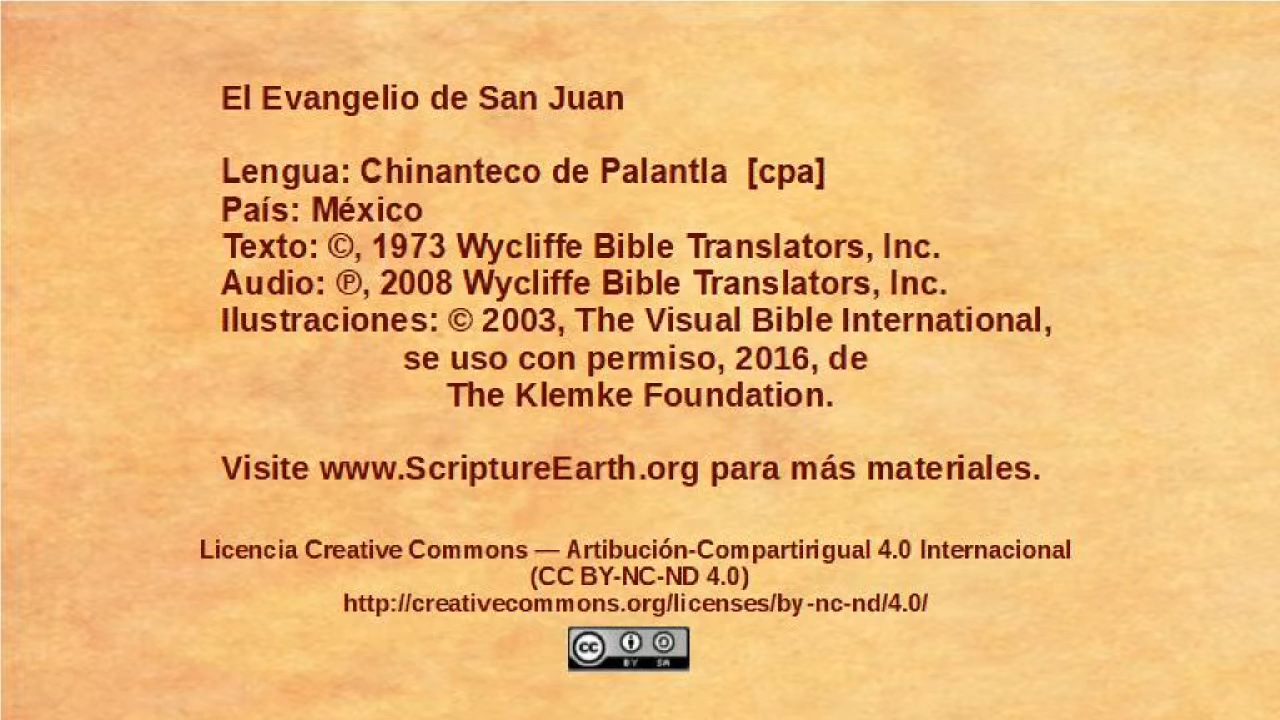 El Evangelio de San Juan
Lengua: Chinanteco de Palantla [cpa]
País: México
Texto: ©, 1973 Wycliffe Bible Translators, Inc.
Audio: ℗, 2008 Wycliffe Bible Translators, Inc.
Ilustraciones: © 2003, The Visual Bible International,
se uso con permiso, 2016, de
The Klemke Foundation.
Visite www.ScriptureEarth.org para más materiales.
Licencia Creative Commons — Artibución-Compartirigual 4.0 Internacional
(CC BY-NC-ND 4.0)
http://creativecommons.org/licenses/by-nc-nd/4.0/
cc BY SA